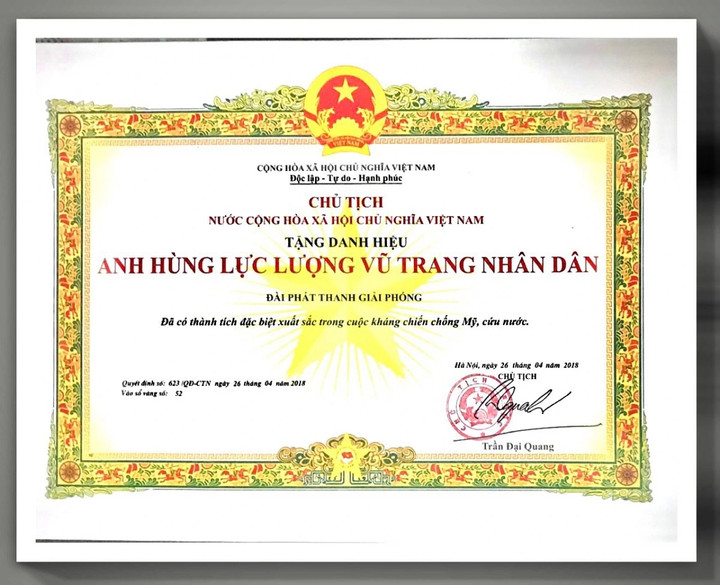 VIỆT NAM
CỘNG HÒA XÃ HỘI CHỦ NGHĨA VIỆT NAM
Độc lập - Tự do - Hạnh phúc
CHỦ TỊCH
NƯỚC CỘNG HÒA XÃ HỘI CHỦ NGHĨA VIỆT NAM
TẶNG DANH HIỆU
ANH HÙNG LỰC LƯỢNG VŨ TRANG NHÂN DÂN
ĐÀI PHÁT THANH GIẢI PHÓNG
Đã có thành tích đặc biệt xuất sắc trong cuộc kháng chiến chống Mỹ, cứu nước.
Quyết định số: 623 /QĐ-CTN ngày 26 tháng 04 năm 2018
Vào sổ vàng số: 52
Hà Nội, ngày 26 tháng 04 năm 2018
CHỦ TỊCH
CHỦ TỊCH
Trần Đại Quang